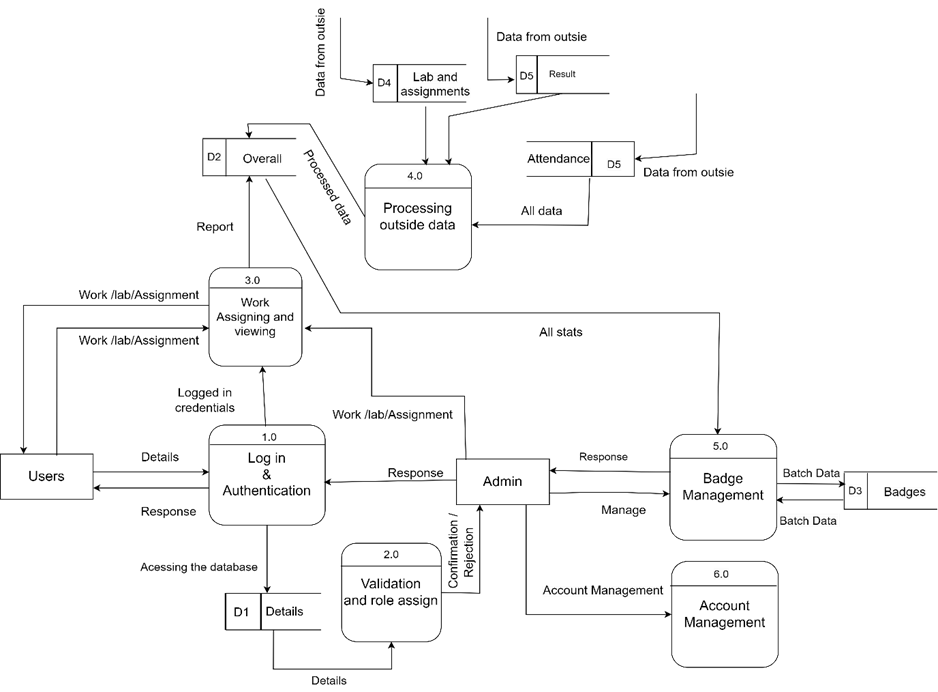 Data from outsie
Data from outsie
D4
Lab and
assignments
D5
Result
D2
Overall
Processed data
4.0
Processing
outside data
Attendance
D5
Data from outsie
All data
Report
3.0
Work
Assigning and
viewing
Work /lab/Assignment
Work /lab/Assignment
All stats
Logged in
credentials
Work /lab/Assignment
1.0
Log in
&
Authentication
Users
Details
Response
Response
Admin
Response
Manage
5.0
Badge
Management
Batch Data
Batch Data
D3
Badges
Acessing the database
D1
Details
2.0
Validation
and role assign
Confirmation /
Rejection
Account Management
6.0
Account
Management
Details